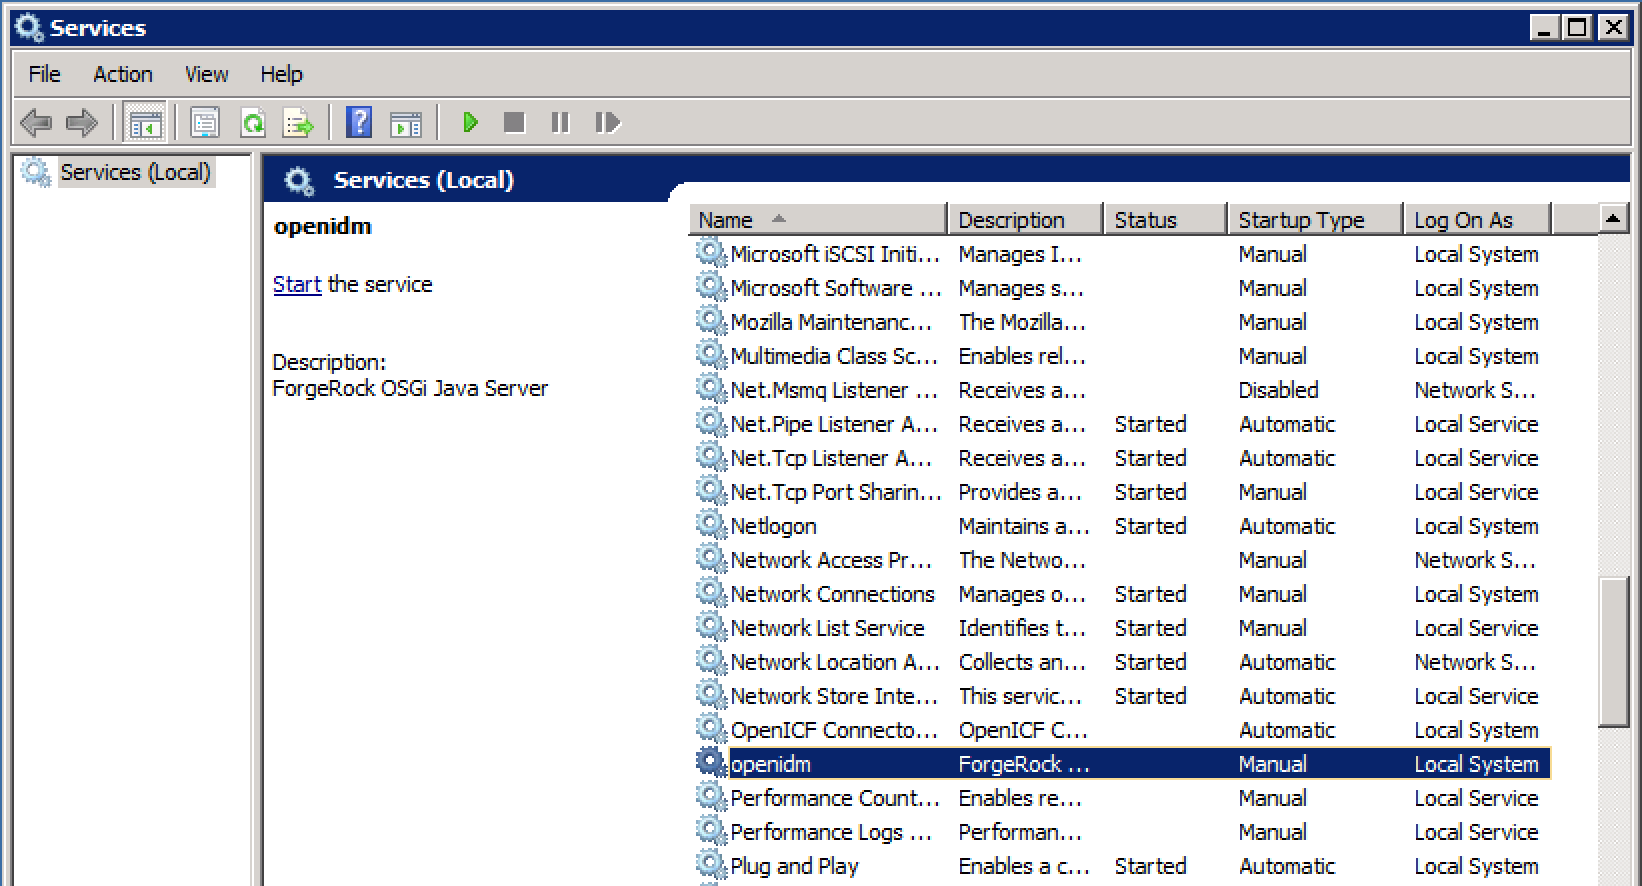 Services
File Action View Help
Services (Local)
Services (Local)
openidm
Start the service
Description:
ForgeRock OSGi Java Server
Name Description Status Startup Type Log On As
Microsoft iSCSI Initi... Manages I... Manual Local System
Microsoft Software ... Manages s... Manual Local System
Mozilla Maintenanc... The Mozilla... Manual Local System
Multimedia Class Sc... Enables rel... Manual Local System
Net.Msmq Listener ... Receives a... Disabled Network S...
Net.Pipe Listener A... Receives a... Started Automatic Local Service
Net.Tcp Listener A... Receives a... Started Automatic Local Service
Net.Tcp Port Sharin... Provides a... Started Manual Local Service
Netlogon Maintains a... Started Automatic Local System
Network Access Pr... The Netwo... Manual Network S...
Network Connections Manages o... Started Manual Local System
Network List Service Identifies t... Started Manual Local Service
Network Location A... Collects an... Started Automatic Network S...
Network Store Inte... This servic... Started Automatic Local Service
OpenICF Connecto... OpenICF C... Automatic Local System
openidm ForgeRock ... Manual Local System
Performance Count... Enables re... Manual Local Service
Performance Logs ... Performan... Manual Local Service
Plug and Play Enables a c... Started Automatic Local System